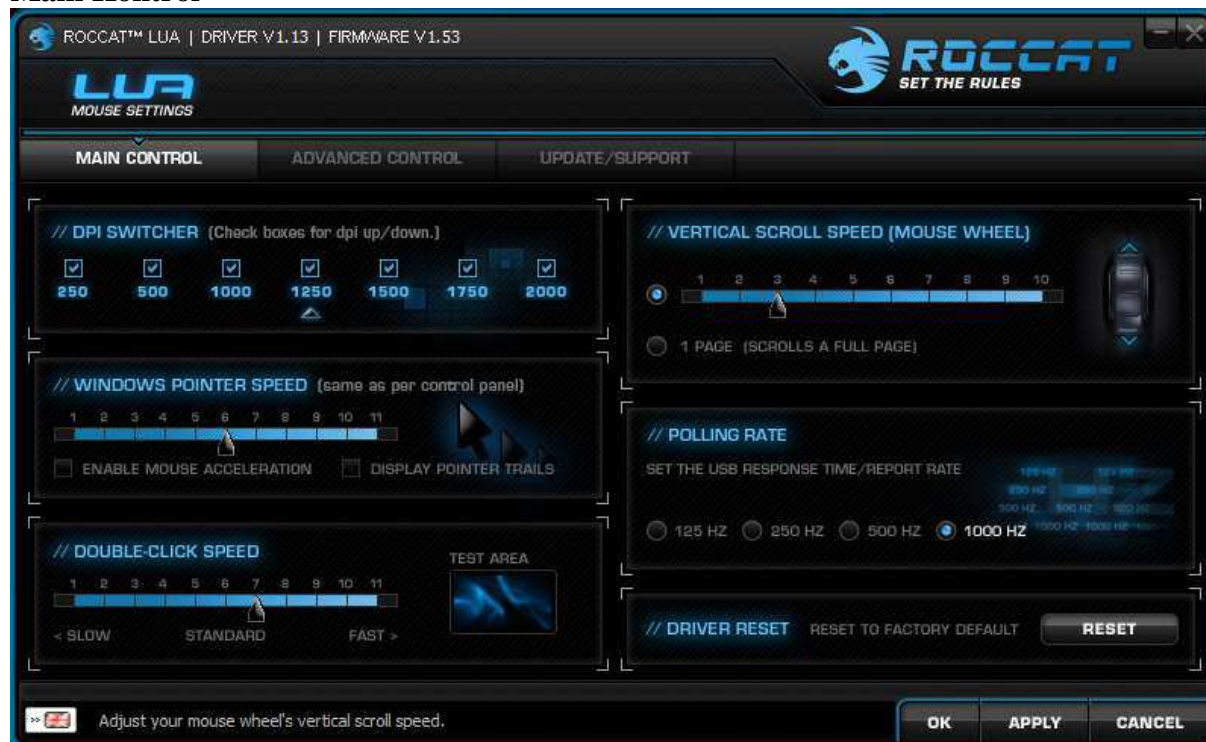 ROCCAT™ LUA | DRIVER V1.13 | FIRMWARE V1.53
ROCCAT
SET THE RULES
LUA
MOUSE SETTINGS
MAIN CONTROL
ADVANCED CONTROL
UPDATE/SUPPORT
// DPI SWITCHER (Check boxes for dpi up/down.)
250 500 1000 1250 1500 1750 2000
// WINDOWS POINTER SPEED (same as per control panel)
1 2 3 4 5 6 7 8 9 10 11
ENABLE MOUSE ACCELERATION
DISPLAY POINTER TRAILS
// DOUBLE-CLICK SPEED
TEST AREA
1 2 3 4 5 6 7 8 9 10 11
< SLOW STANDARD FAST >
// VERTICAL SCROLL SPEED (MOUSE WHEEL)
1 2 3 4 5 6 7 8 9 10
1 PAGE (SCROLLS A FULL PAGE)
// POLLING RATE
SET THE USB RESPONSE TIME/REPORT RATE
125 HZ 250 HZ 500 HZ 1000 HZ
// DRIVER RESET RESET TO FACTORY DEFAULT RESET
Adjust your mouse wheel's vertical scroll speed.
OK APPLY CANCEL